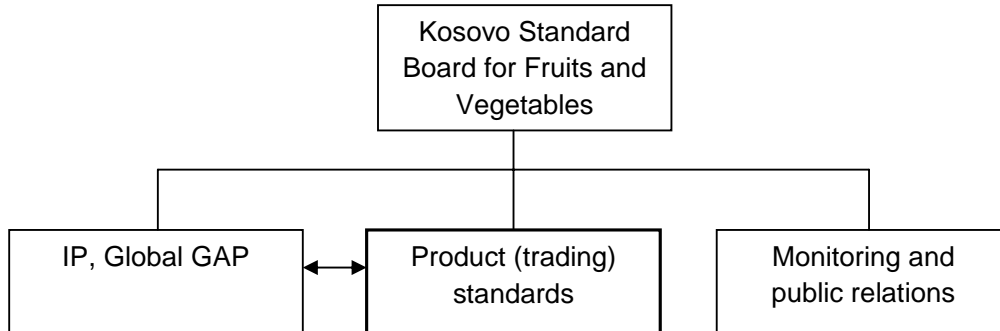 Kosovo Standard
Board for Fruits and
Vegetables
IP, Global GAP
Product (trading)
standards
Monitoring and
public relations